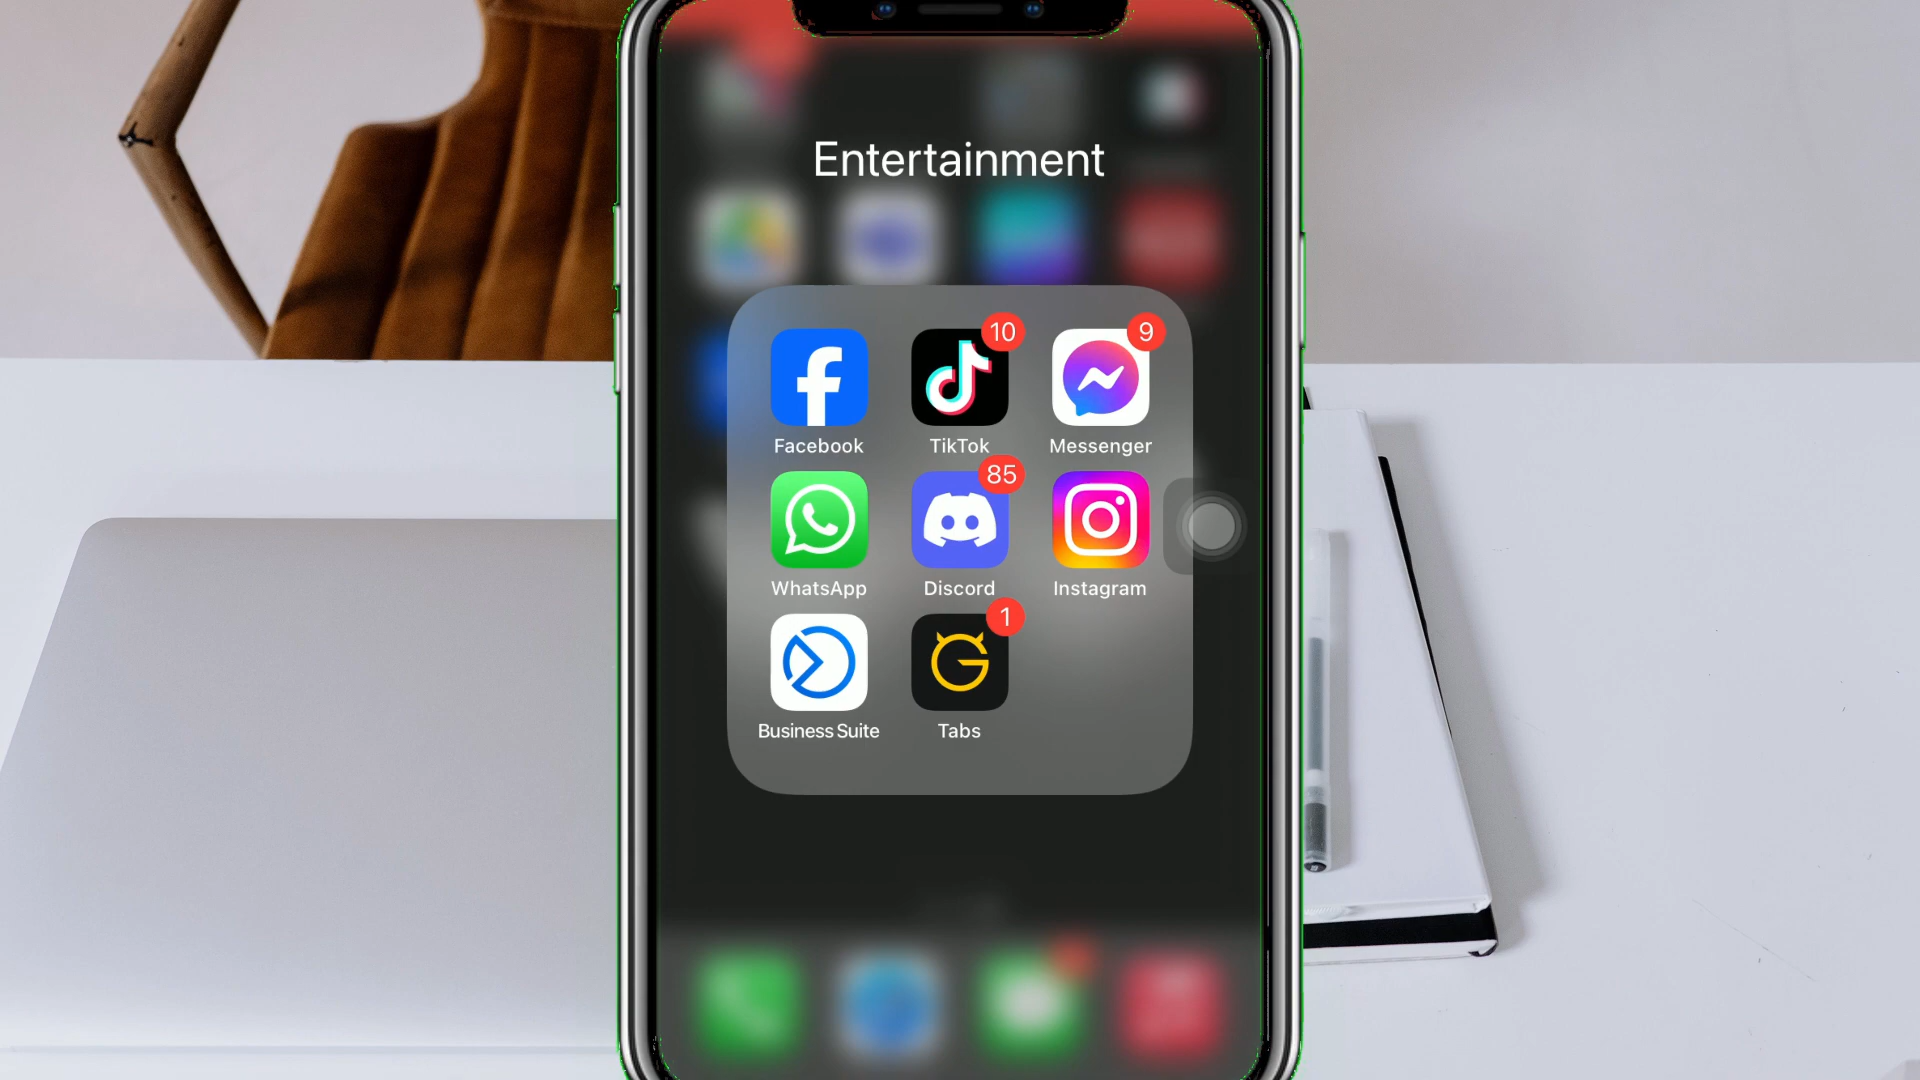 Entertainment
10
9
Facebook
TikTok
Messenger
85
WhatsApp
Discord
Instagram
1
Business Suite
Tabs